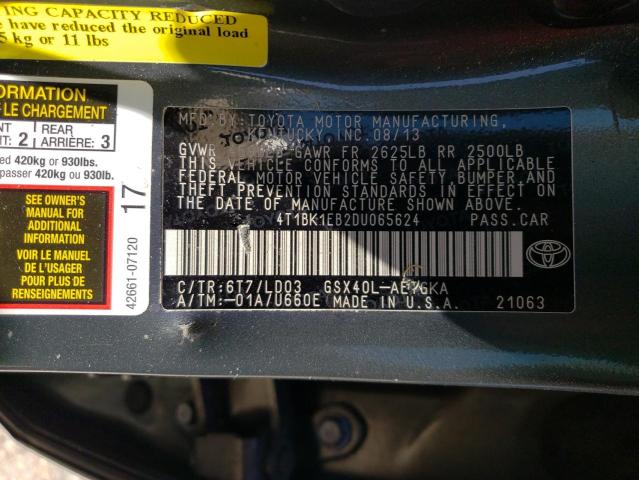 ING CAPACITY REDUCED
e have reduced the original load
5 kg or 11 lbs
FORMATION
LE CHARGEMENT
NT 2 REAR ARRIÈRE: 3
ed 420kg or 930lbs.
passer 420kg ou 930lb.
SEE OWNER'S
MANUAL FOR
ADDITIONAL
INFORMATION
VOIR LE MANUEL
DE L'USAGER
POUR PLUS DE
RENSEIGNEMENTS
17
42661-07120
MFD BY: TOYOTA MOTOR MANUFACTURING,
KENTUCKY, INC. 08/13
GVWR GAWR FR 2625LB RR 2500LB
THIS VEHICLE CONFORMS TO ALL APPLICABLE
FEDERAL MOTOR VEHICLE SAFETY, BUMPER, AND
THEFT PREVENTION STANDARDS IN EFFECT ON
THE DATE OF MANUFACTURE SHOWN ABOVE.
4T1BK1EB2DU065624 PASS.CAR
C/TR:6T7/LD03 GSX40L-AE GKA
A/TM:-01A/U660E MADE IN U.S.A. 21063
TOYOTA